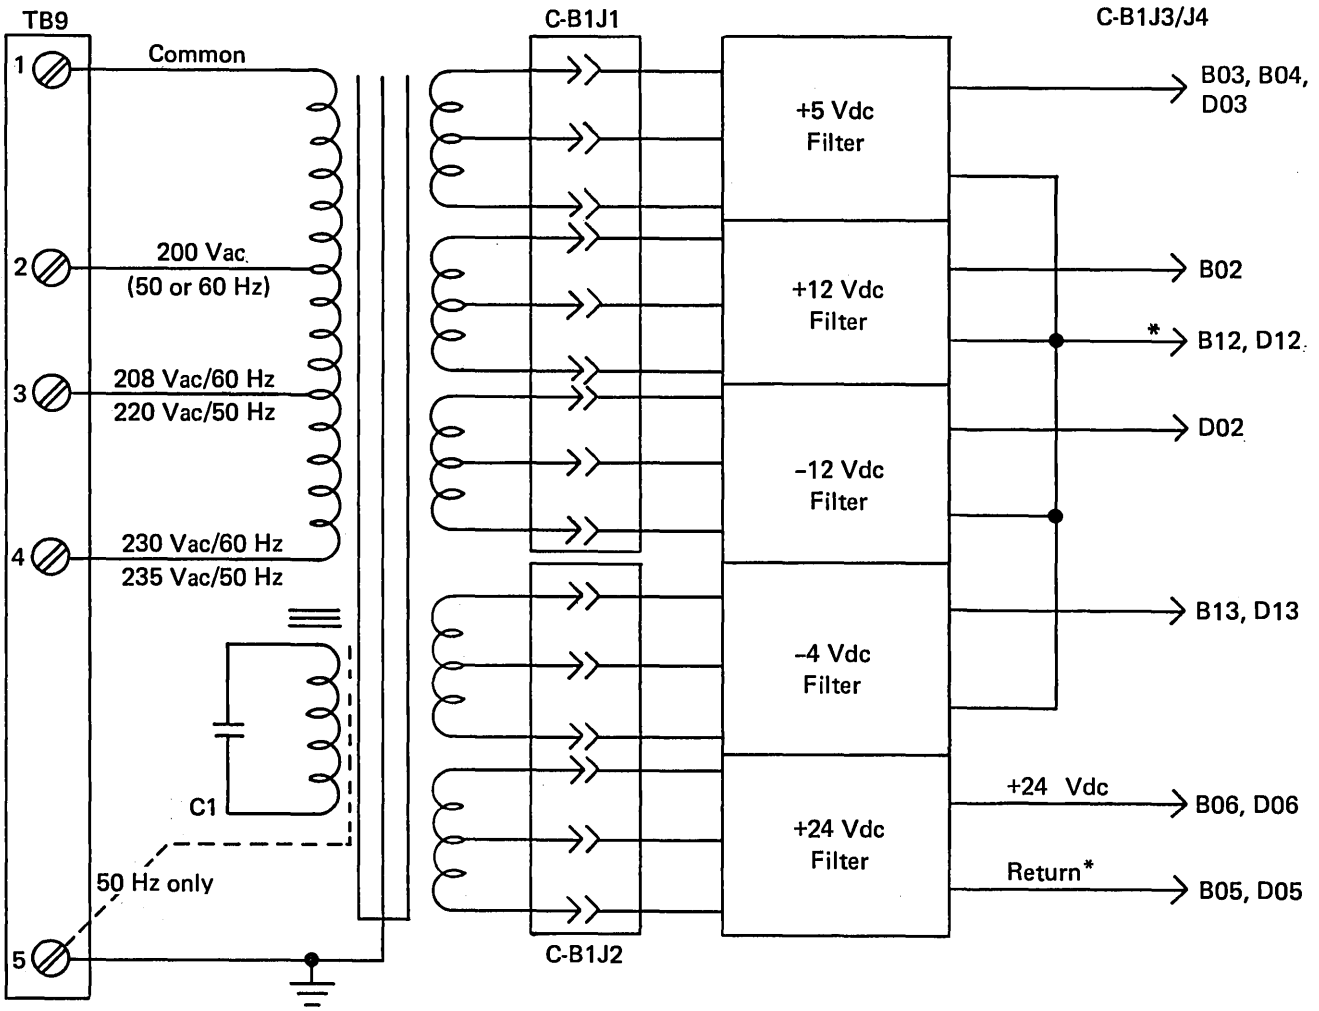 TB9
C-B1J1
C-B1J3/J4
1
Common
B03, B04,
D03
+5 Vdc
Filter
2
200 Vac
(50 or 60 Hz)
B02
+12 Vdc
Filter
*
B12, D12
3
208 Vac/60 Hz
220 Vac/50 Hz
D02
-12 Vdc
Filter
4
230 Vac/60 Hz
235 Vac/50 Hz
B13, D13
-4 Vdc
Filter
C1
+24 Vdc
B06, D06
+24 Vdc
Filter
50 Hz only
Return*
B05, D05
5
C-B1J2